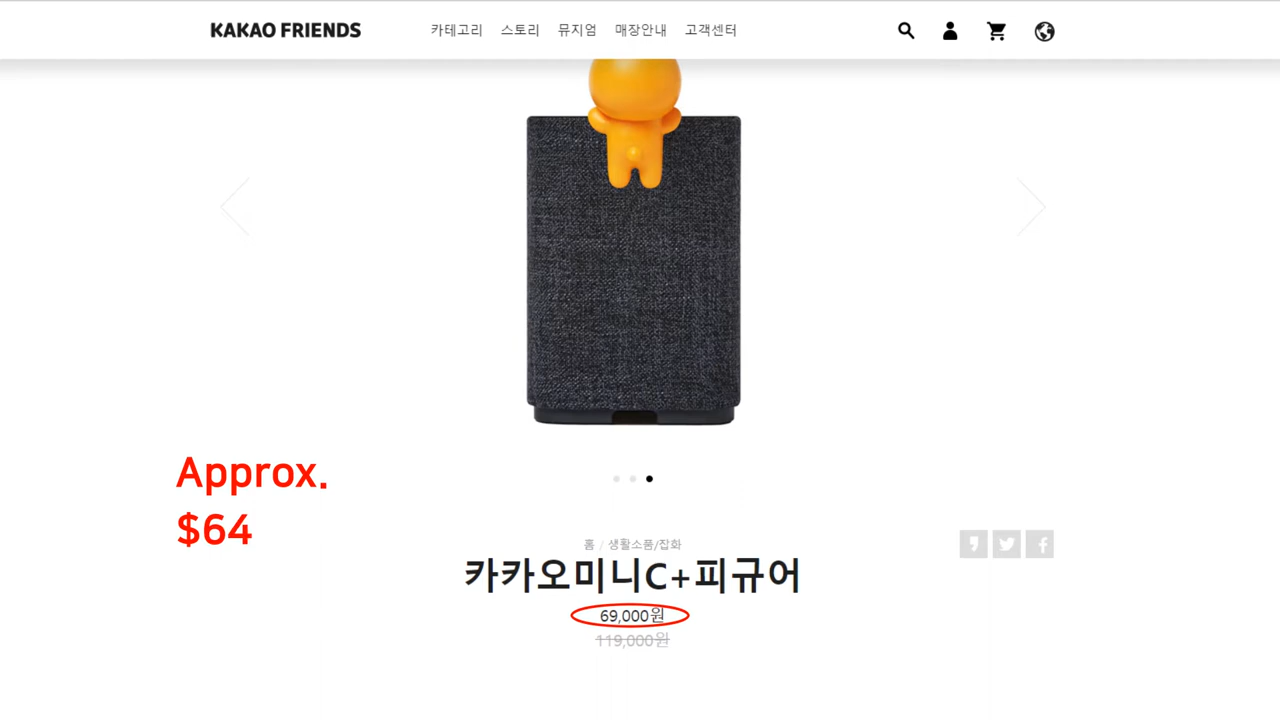 KAKAO FRIENDS
카테고리 스토리 뮤지엄 매장안내 고객센터
Approx.
$64
홈 / 생활소품/잡화
카카오미니C+피규어
69,000원
119,000원